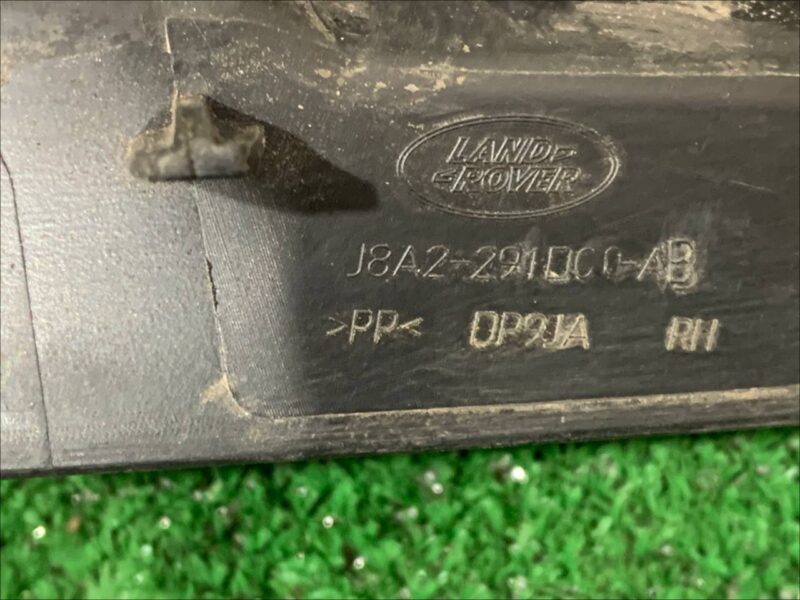 LAND
ROVER
J8A2-291DC0-AB
>PP< DP9JA RH